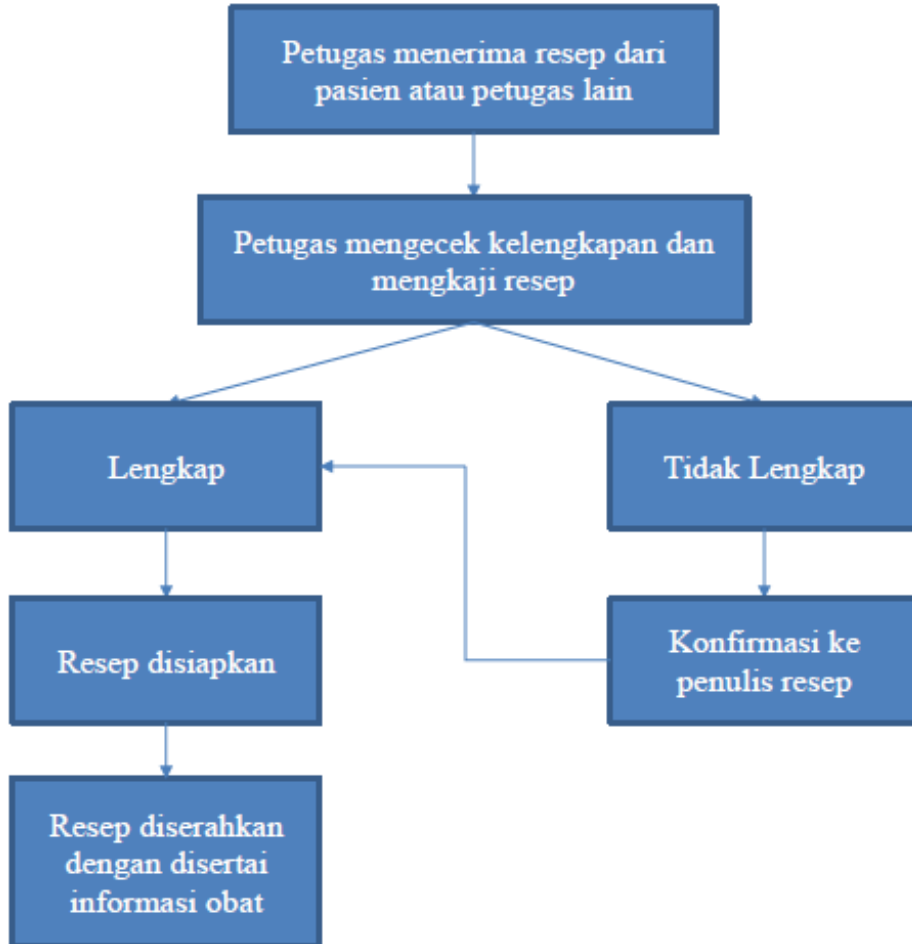 Petugas menerima resep dari
pasien atau petugas lain
Petugas mengecek kelengkapan dan
mengkaji resep
Lengkap
Tidak Lengkap
Resep disiapkan
Konfirmasi ke
penulis resep
Resep diserahkan
dengan disertai
informasi obat